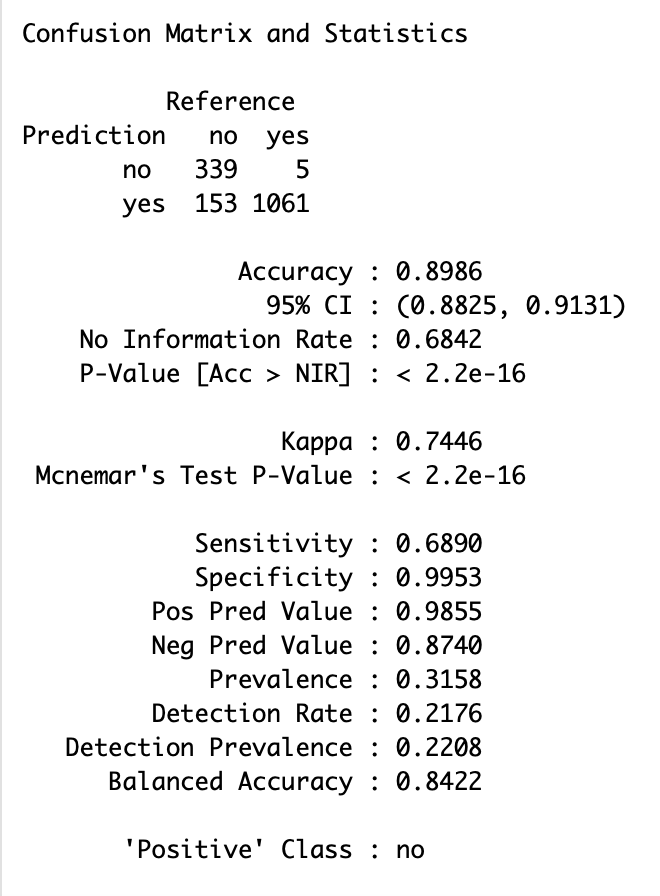 Confusion Matrix and Statistics

          Reference
Prediction   no  yes
       no   339    5
       yes  153 1061

               Accuracy : 0.8986
                 95% CI : (0.8825, 0.9131)
    No Information Rate : 0.6842
    P-Value [Acc > NIR] : < 2.2e-16

                  Kappa : 0.7446
 Mcnemar's Test P-Value : < 2.2e-16

            Sensitivity : 0.6890
            Specificity : 0.9953
         Pos Pred Value : 0.9855
         Neg Pred Value : 0.8740
             Prevalence : 0.3158
         Detection Rate : 0.2176
   Detection Prevalence : 0.2208
      Balanced Accuracy : 0.8422

       'Positive' Class : no